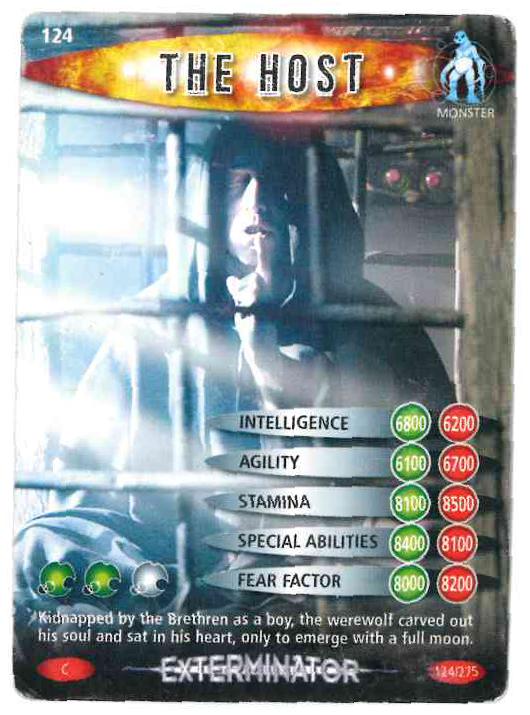 124
THE HOST
MONSTER
INTELLIGENCE 6800 6200
AGILITY 6100 6700
STAMINA 8100 8500
SPECIAL ABILITIES 8400 8100
FEAR FACTOR 8000 8200
Kidnapped by the Brethren as a boy, the werewolf carved out
his soul and sat in his heart, only to emerge with a full moon.
C EXTERMINATOR 124/275